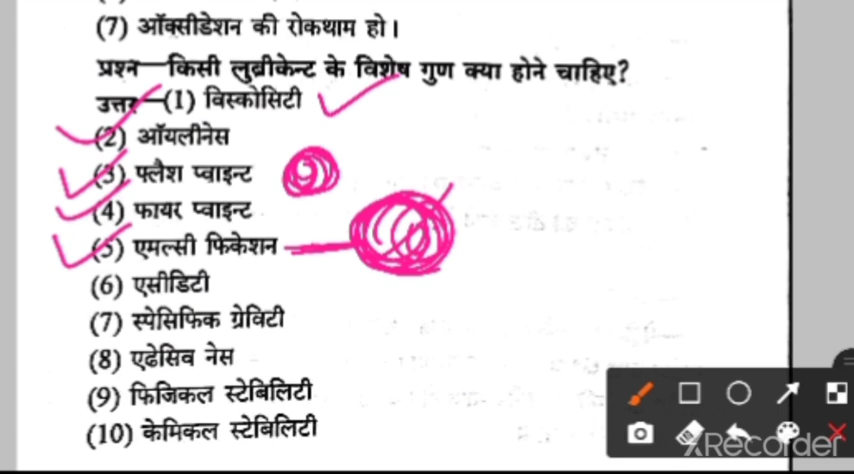 (7) ऑक्सीडेशन की रोकथाम हो।
प्रश्न—किसी लुब्रीकेन्ट के विशेष गुण क्या होने चाहिए?
उत्तर—(1) विस्कोसिटी
(2) ऑयलीनेस
(3) फ्लैश प्वाइन्ट
(4) फायर प्वाइन्ट
(5) एमल्सी फिकेशन
(6) एसीडिटी
(7) स्पेसिफिक ग्रेविटी
(8) एढेसिव नेस
(9) फिजिकल स्टेबिलिटी
(10) केमिकल स्टेबिलिटी
XRecorder